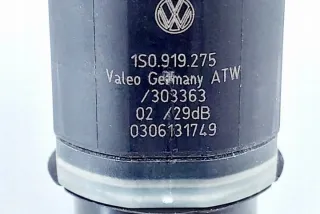 1S0.919.275
Valeo Germany ATW
/303363
02 /29dB
0306131749